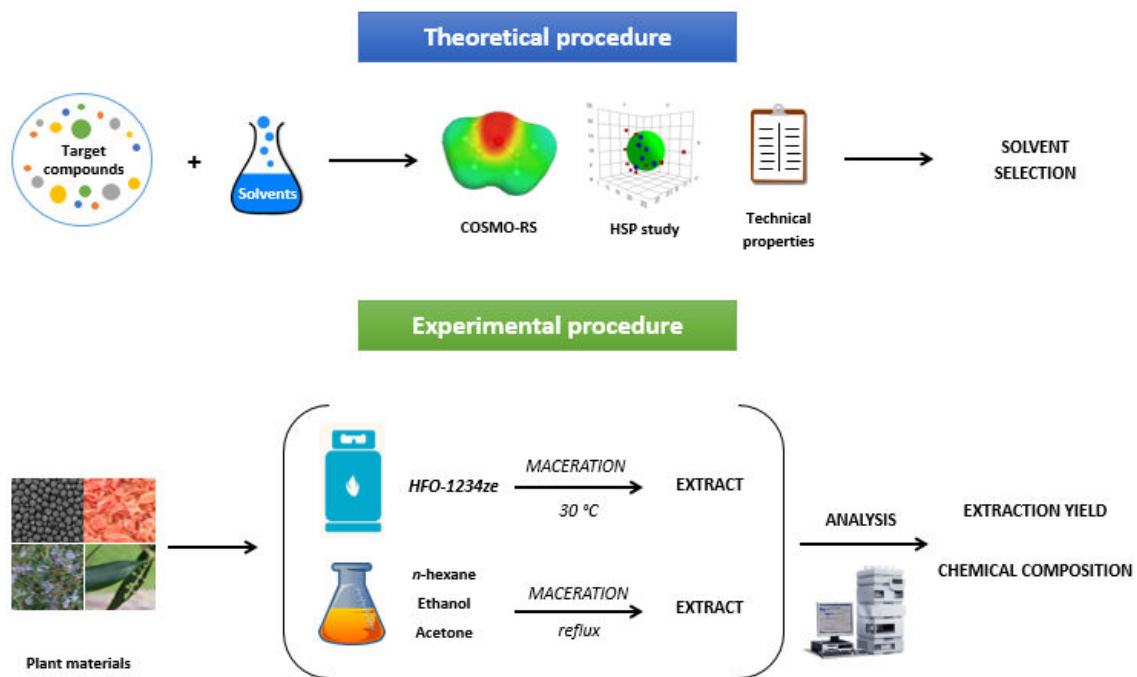 Theoretical procedure
Target
compounds
+
Solvents
COSMO-RS
HSP study
Technical
properties
SOLVENT
SELECTION
Experimental procedure
Plant materials
HFO-1234ze
MACERATION
30 ºC
EXTRACT
n-hexane
Ethanol
Acetone
MACERATION
reflux
EXTRACT
ANALYSIS
EXTRACTION YIELD
CHEMICAL COMPOSITION